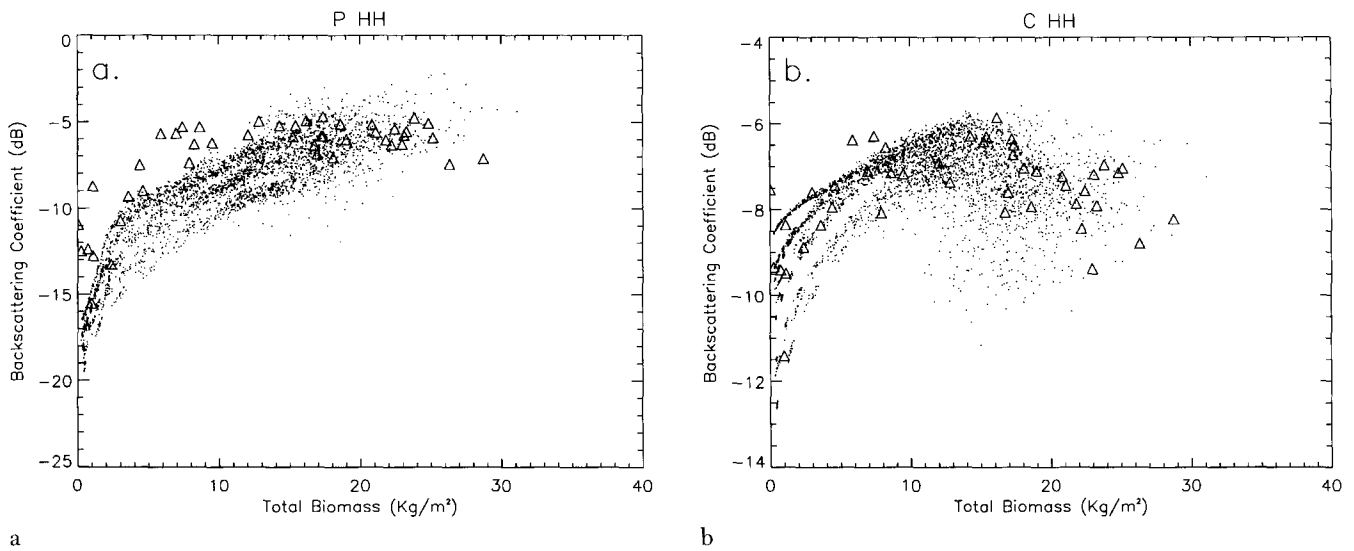 P HH
a.
0
-5
-10
-15
-20
-25
Backscattering Coefficient (dB)
0 10 20 30 40
Total Biomass (Kg/m²)
a
C HH
b.
-4
-6
-8
-10
-12
-14
Backscattering Coefficient (dB)
0 10 20 30 40
Total Biomass (Kg/m²)
b